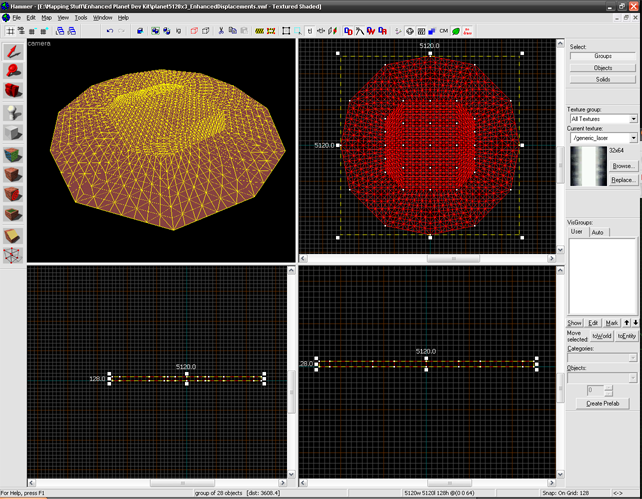 Hammer - [E:\Mapping Stuff\Enhanced Planet Dev Kit\planet5120x3_EnhancedDisplacements.vmf - Textured Shaded]
File Edit Map View Tools Window Help
CM
camera
5120.0
5120.0
5120.0
128.0
5120.0
28.0
Select:
Groups
Objects
Solids
Texture group:
All Textures
Current texture:
/generic_laser
32x64
Browse...
Replace...
VisGroups:
User Auto
Show Edit Mark
Move selected:
toWorld toEntity
Categories:
Objects:
0
Create Prefab
For Help, press F1
group of 28 objects [dist: 3608.4]
5120w 5120l 128h @(0 0 64)
Snap: On Grid: 128
<->